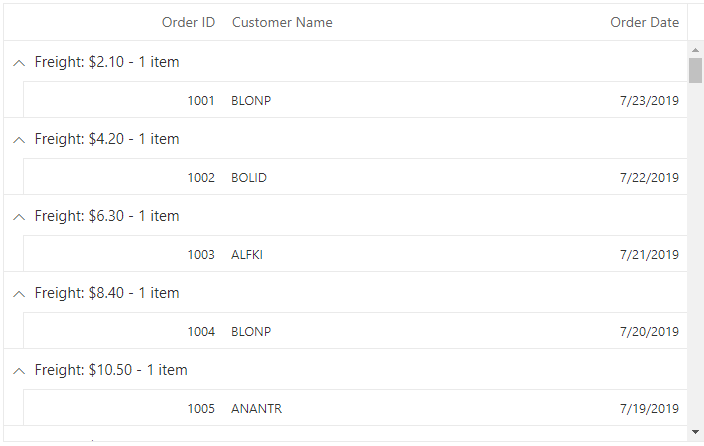 Order ID Customer Name Order Date
Freight: $2.10 - 1 item
1001 BLONP 7/23/2019
Freight: $4.20 - 1 item
1002 BOLID 7/22/2019
Freight: $6.30 - 1 item
1003 ALFKI 7/21/2019
Freight: $8.40 - 1 item
1004 BLONP 7/20/2019
Freight: $10.50 - 1 item
1005 ANANTR 7/19/2019